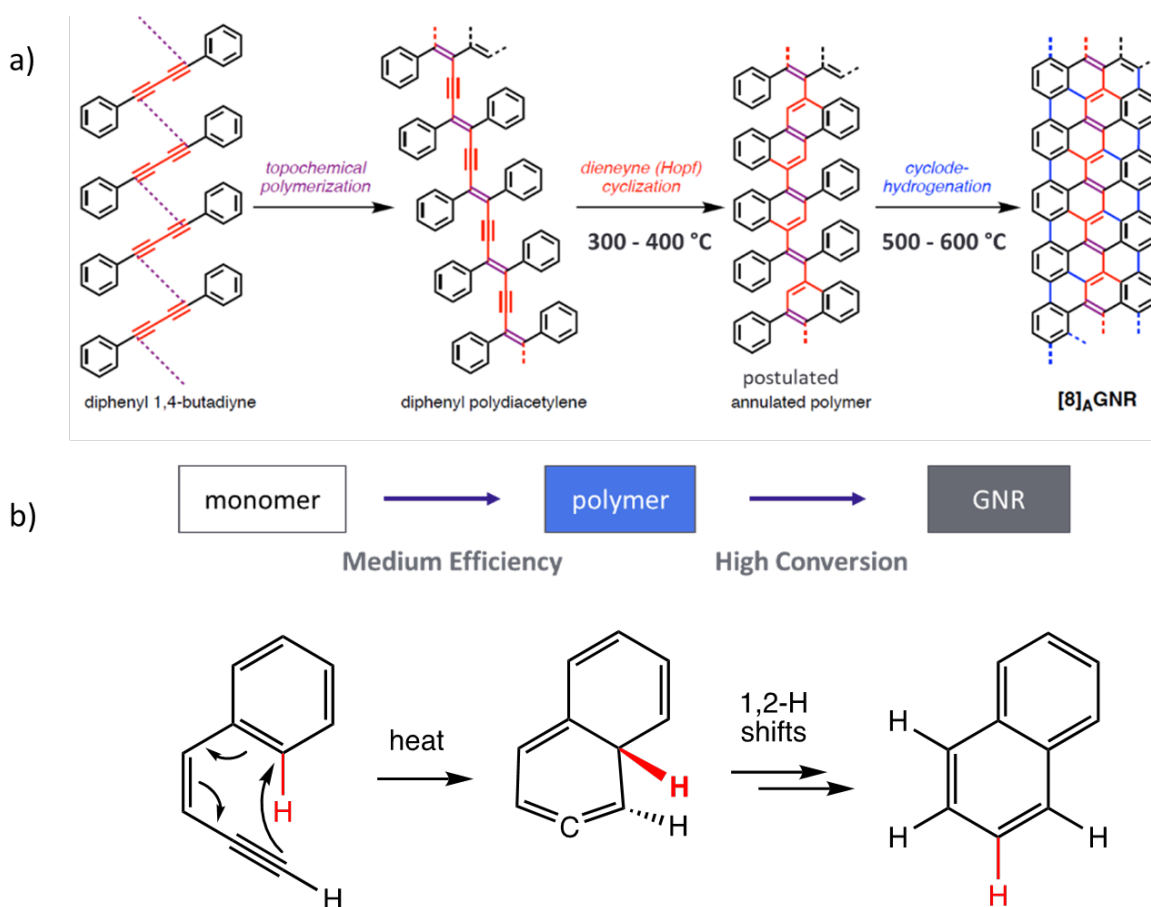 a)
topochemical
polymerization
dieneyne (Hopf)
cyclization
300 - 400 °C
cyclode-
hydrogenation
500 - 600 °C
diphenyl 1,4-butadiyne
diphenyl polydiacetylene
postulated
annulated polymer
[8]AGNR
b)
monomer
polymer
GNR
Medium Efficiency
High Conversion
heat
1,2-H
shifts
H
H
C
H
H
H
H
H
H